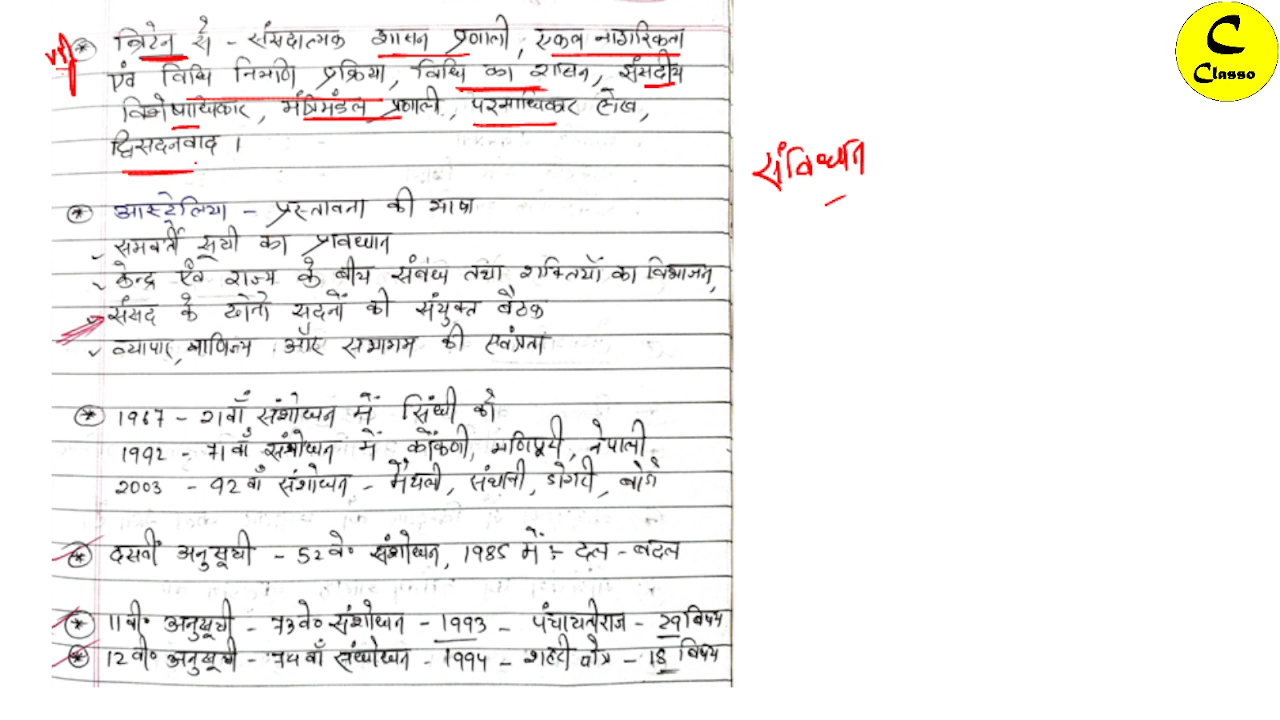 VVI
* ब्रिटेन से - संसदात्मक शासन प्रणाली, एकल नागरिकता
एवं विधि निर्माण प्रक्रिया, विधि का शासन, संसदीय
विशेषाधिकार, मंत्रिमंडल प्रणाली, परमाधिकार लेख,
द्विसदनवाद ।
* आस्ट्रेलिया - प्रस्तावना की भाषा
समवर्ती सूची का प्रावधान
केन्द्र एवं राज्य के बीच संबंध तथा शक्तियों का विभाजन,
संसद के दोनो सदनों की संयुक्त बैठक
व्यापार, वाणिज्य और समागम की स्वंत्रता
* 1967 - 21वाँ संशोधन में सिंधी को
1992 - 71वाँ संशोधन में कोंकणी, मणिपूरी, नेपाली
2003 - 92वाँ संशोधन - मैथली, संथाली, डोगरी, बोडो
* दसवीं अनुसूची - 52वे॰ संशोधन, 1985 में :- दल-बदल
* 11वी॰ अनुसूची - 73वे॰ संशोधन - 1993 - पंचायतीराज - 29 विषय
* 12वी॰ अनुसूची - 74वाँ संशोधन - 1994 - शहरी क्षेत्र - 18 विषय
संविधान
C
Classo